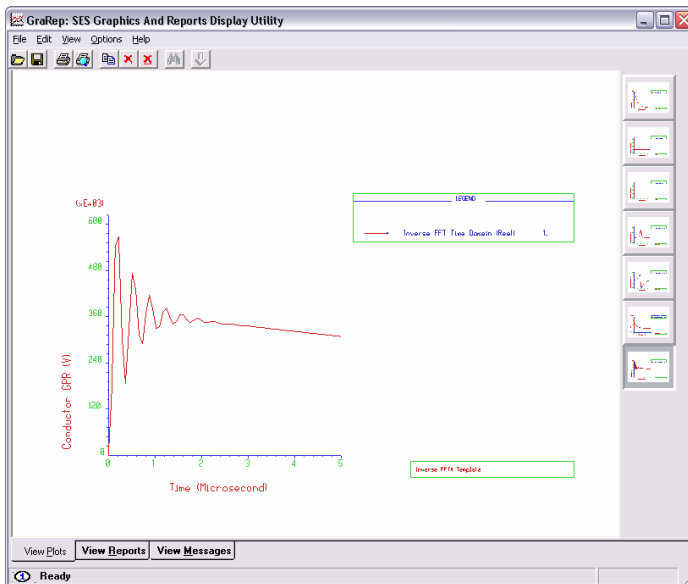 GraRep: SES Graphics And Reports Display Utility
File Edit View Options Help
(xE+03)
LEGEND
Inverse FFT Time Domain (Real) 1.
600
480
360
240
120
0
Conductor GPR (V)
0 1 2 3 4 5
Time (Microsecond)
Template
View Plots View Reports View Messages
Ready